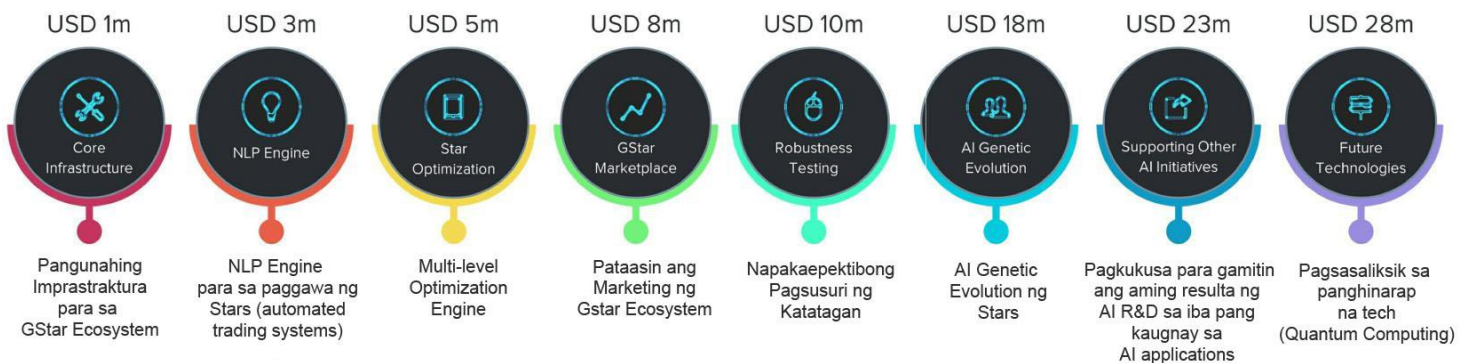 USD 1m
USD 3m
USD 5m
USD 8m
USD 10m
USD 18m
USD 23m
USD 28m
Core
Infrastructure
NLP Engine
Star
Optimization
GStar
Marketplace
Robustness
Testing
AI Genetic
Evolution
Supporting Other
AI Initiatives
Future
Technologies
Pangunahing
Imprastraktura
para sa
GStar Ecosystem
NLP Engine
para sa paggawa ng
Stars (automated
trading systems)
Multi-level
Optimization
Engine
Pataasin ang
Marketing ng
Gstar Ecosystem
Napakaepektibong
Pagsusuri ng
Katatagan
AI Genetic
Evolution ng
Stars
Pagkukusa para gamitin
ang aming resulta ng
AI R&D sa iba pang
kaugnay sa
AI applications
Pagsasaliksik sa
panghinarap
na tech
(Quantum Computing)